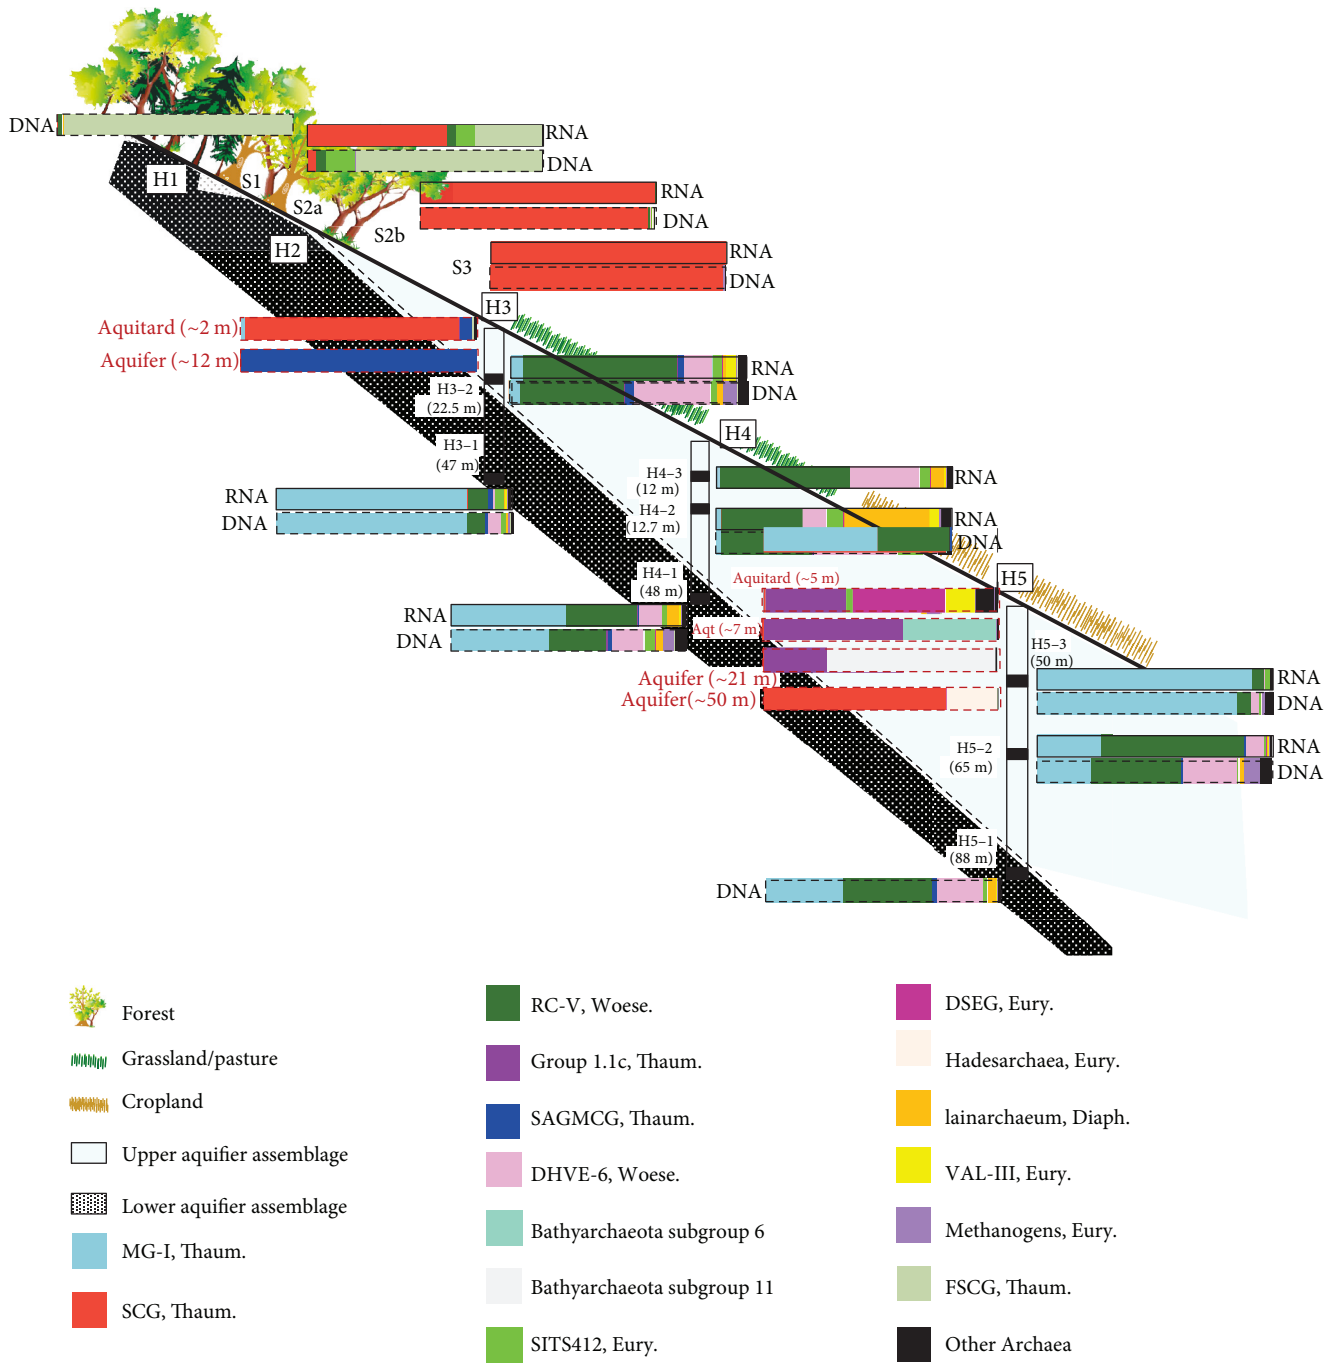 DNA
RNA
DNA
H1
S1
RNA
S2a
DNA
S2b
H2
RNA
S3
DNA
H3
Aquitard (~2 m)
Aquifer (~12 m)
RNA
H3–2
(22.5 m)
DNA
H4
H3–1
(47 m)
H4–3
(12 m)
RNA
RNA
H4–2
(12.7 m)
RNA
DNA
DNA
H4–1
(48 m)
Aquitard (~5 m)
H5
RNA
Aqt (~7 m)
DNA
H5–3
(50 m)
Aquifer (~21 m)
RNA
Aquifer(~50 m)
DNA
H5–2
(65 m)
RNA
DNA
H5–1
(88 m)
DNA
Forest
Grassland/pasture
Cropland
Upper aquifier assemblage
Lower aquifier assemblage
MG-I, Thaum.
SCG, Thaum.
RC-V, Woese.
Group 1.1c, Thaum.
SAGMCG, Thaum.
DHVE-6, Woese.
Bathyarchaeota subgroup 6
Bathyarchaeota subgroup 11
SITS412, Eury.
DSEG, Eury.
Hadesarchaea, Eury.
lainarchaeum, Diaph.
VAL-III, Eury.
Methanogens, Eury.
FSCG, Thaum.
Other Archaea